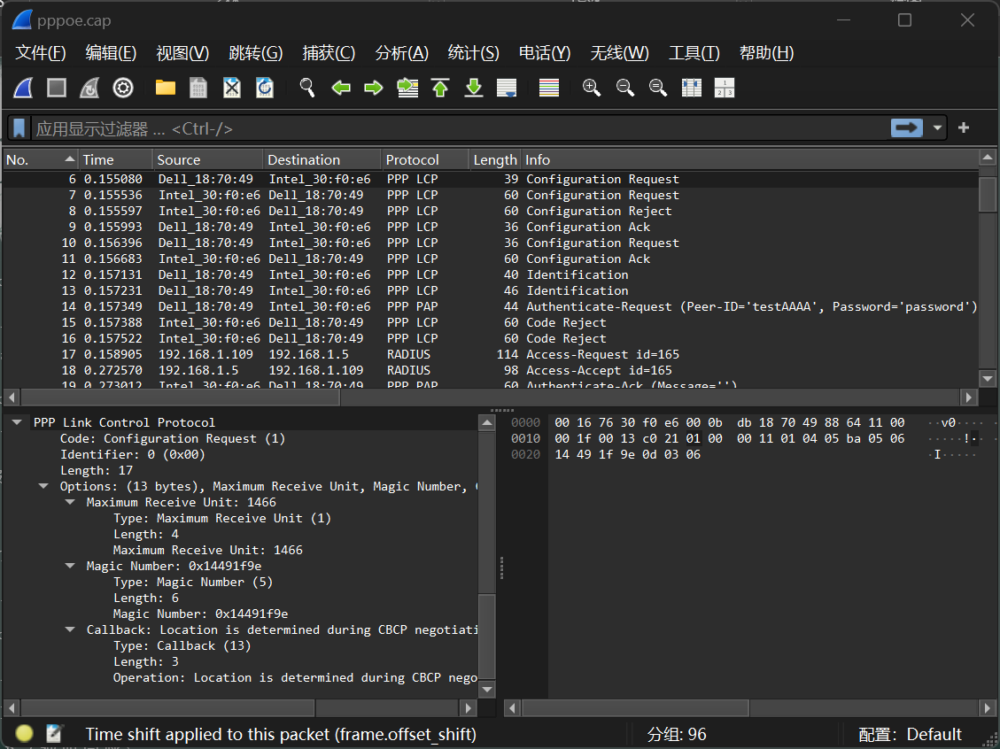 pppoe.cap
文件(F) 编辑(E) 视图(V) 跳转(G) 捕获(C) 分析(A) 统计(S) 电话(Y) 无线(W) 工具(T) 帮助(H)
应用显示过滤器 … <Ctrl-/>
No. Time Source Destination Protocol Length Info
6 0.155080 Dell_18:70:49 Intel_30:f0:e6 PPP LCP 39 Configuration Request
7 0.155536 Intel_30:f0:e6 Dell_18:70:49 PPP LCP 60 Configuration Request
8 0.155597 Intel_30:f0:e6 Dell_18:70:49 PPP LCP 60 Configuration Reject
9 0.155993 Dell_18:70:49 Intel_30:f0:e6 PPP LCP 36 Configuration Ack
10 0.156396 Dell_18:70:49 Intel_30:f0:e6 PPP LCP 36 Configuration Request
11 0.156683 Intel_30:f0:e6 Dell_18:70:49 PPP LCP 60 Configuration Ack
12 0.157131 Dell_18:70:49 Intel_30:f0:e6 PPP LCP 40 Identification
13 0.157231 Dell_18:70:49 Intel_30:f0:e6 PPP LCP 46 Identification
14 0.157349 Dell_18:70:49 Intel_30:f0:e6 PPP PAP 44 Authenticate-Request (Peer-ID='testAAAA', Password='password')
15 0.157388 Intel_30:f0:e6 Dell_18:70:49 PPP LCP 60 Code Reject
16 0.157522 Intel_30:f0:e6 Dell_18:70:49 PPP LCP 60 Code Reject
17 0.158905 192.168.1.109 192.168.1.5 RADIUS 114 Access-Request id=165
18 0.272570 192.168.1.5 192.168.1.109 RADIUS 98 Access-Accept id=165
19 0.273012 Intel_30:f0:e6 Dell_18:70:49 PPP PAP 60 Authenticate-Ack (Message='')
PPP Link Control Protocol
Code: Configuration Request (1)
Identifier: 0 (0x00)
Length: 17
Options: (13 bytes), Maximum Receive Unit, Magic Number,
Maximum Receive Unit: 1466
Type: Maximum Receive Unit (1)
Length: 4
Maximum Receive Unit: 1466
Magic Number: 0x14491f9e
Type: Magic Number (5)
Length: 6
Magic Number: 0x14491f9e
Callback: Location is determined during CBCP negotiati
Type: Callback (13)
Length: 3
Operation: Location is determined during CBCP nego
0000 00 16 76 30 f0 e6 00 0b db 18 70 49 88 64 11 00 ··v0····
0010 00 1f 00 13 c0 21 01 00 00 11 01 04 05 ba 05 06 ·····!··
0020 14 49 1f 9e 0d 03 06 ·I·····
Time shift applied to this packet (frame.offset_shift) 分组: 96 配置: Default